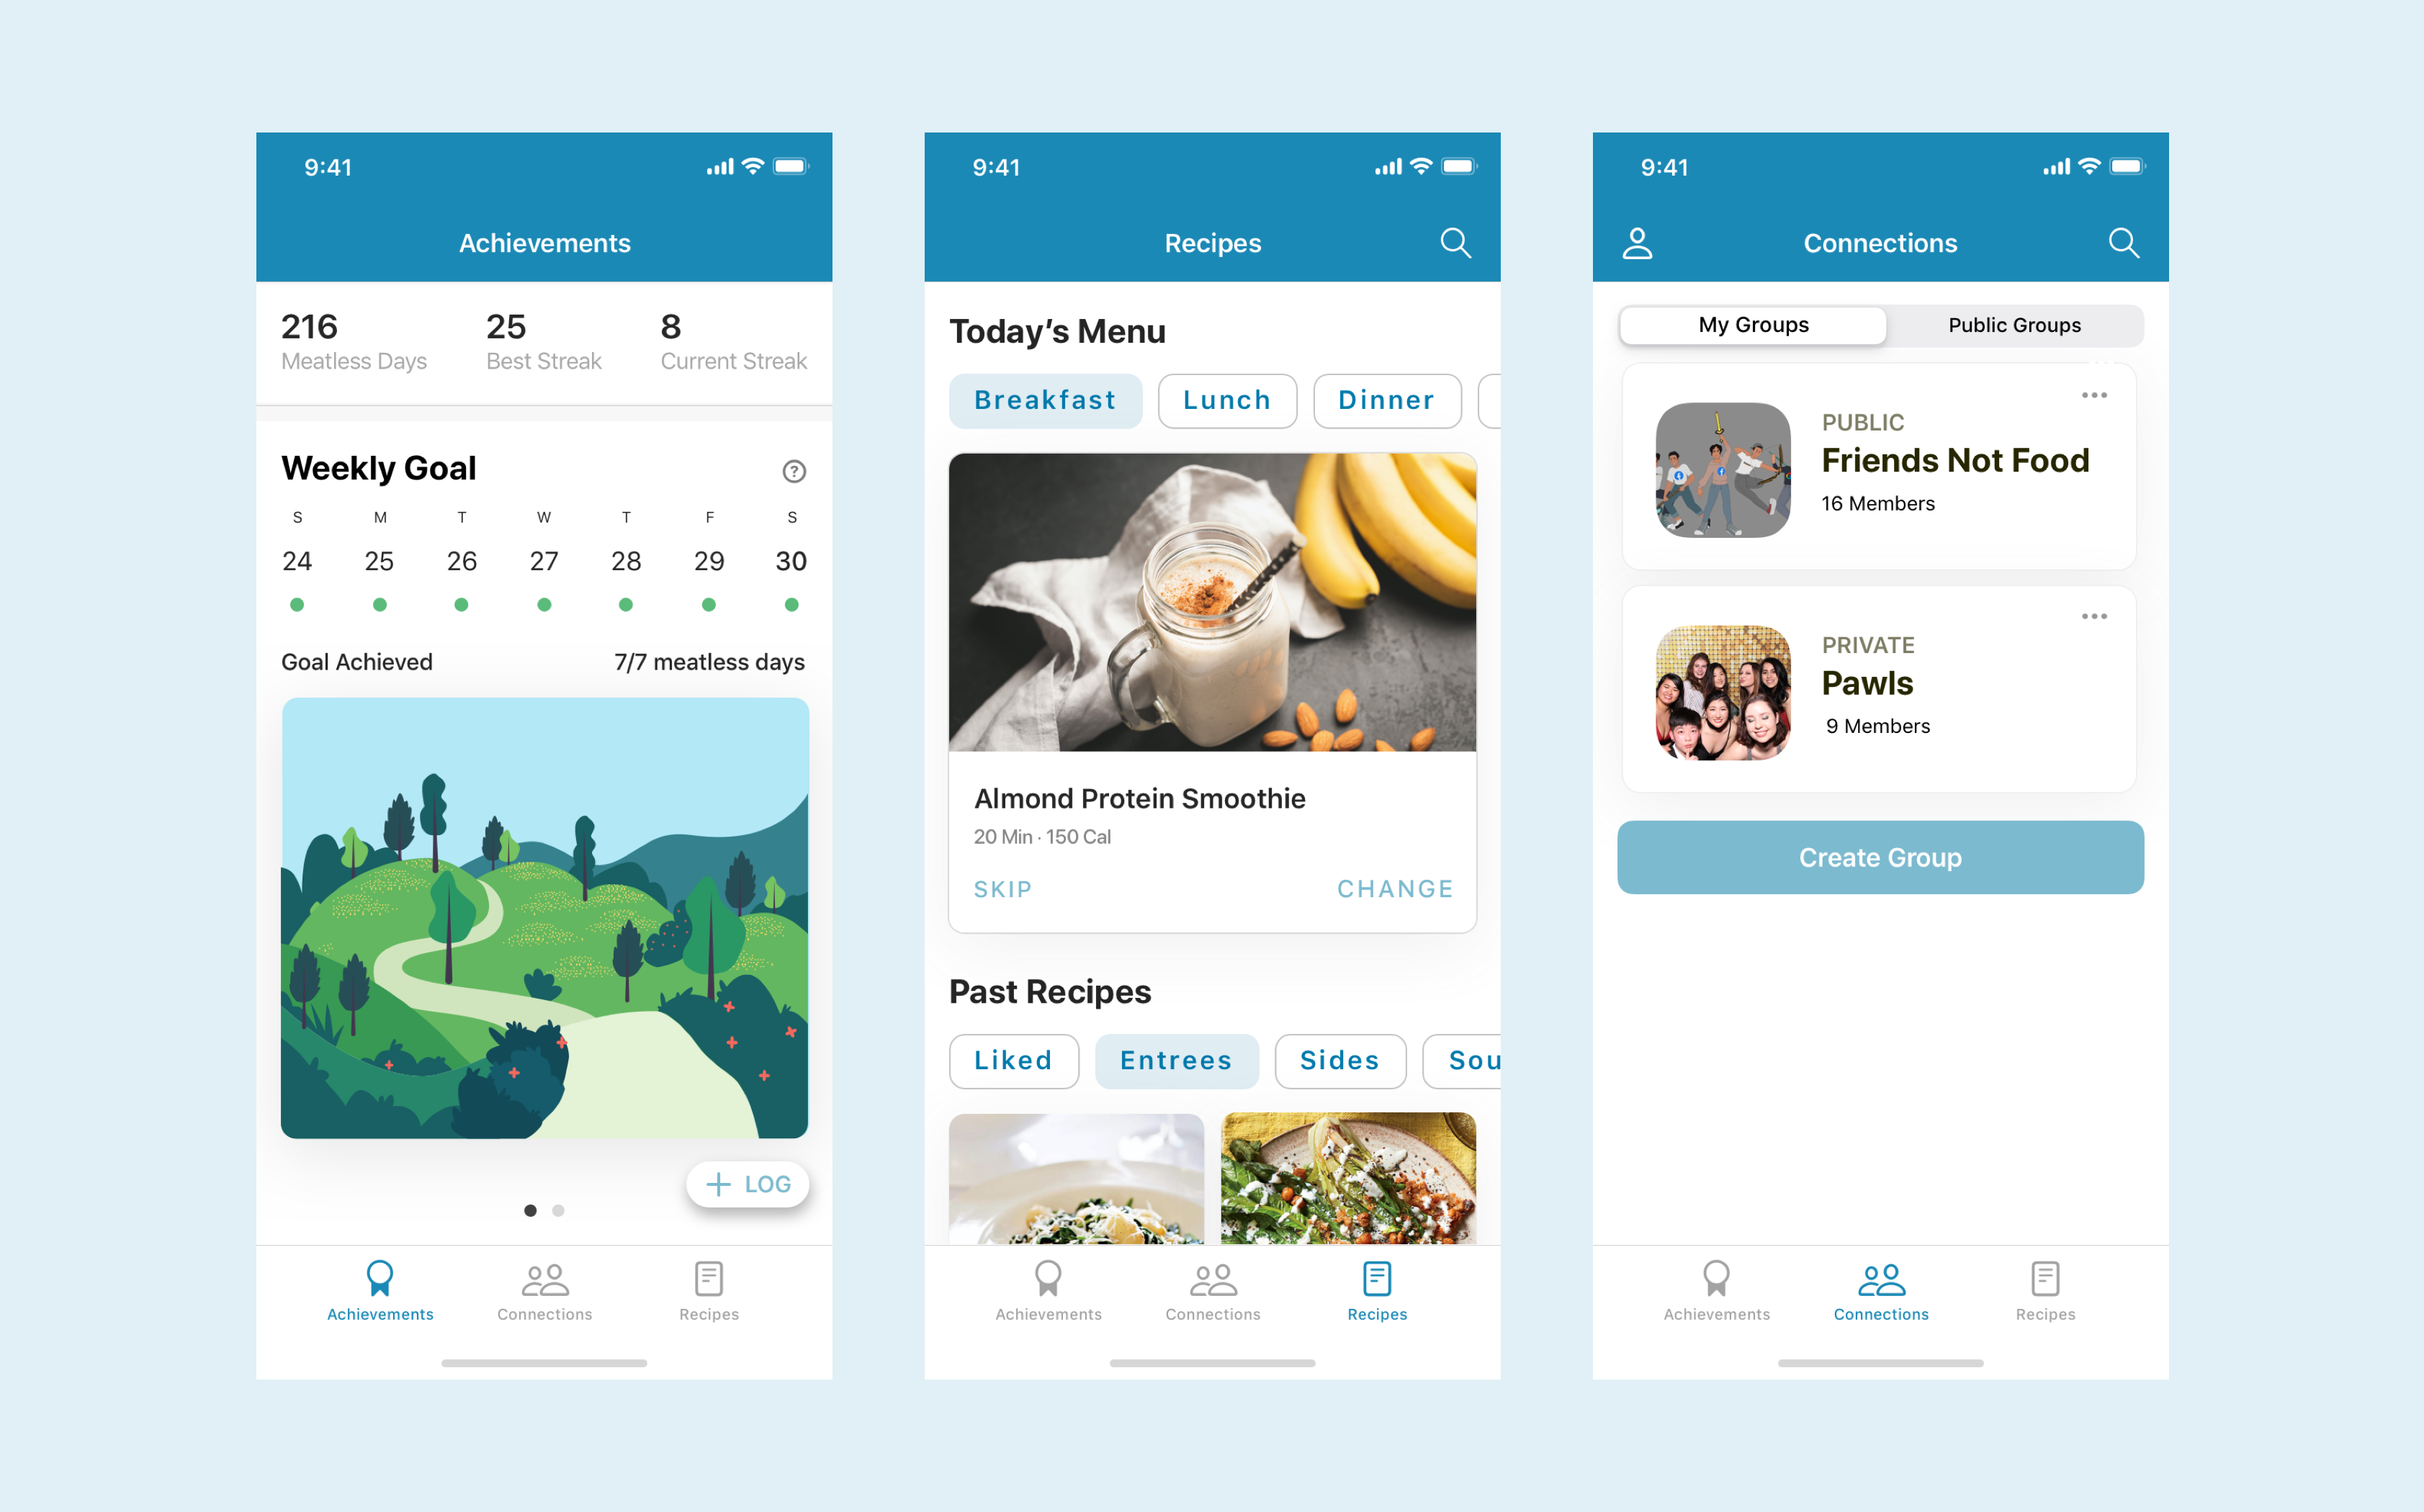 9:41
Achievements
216 25 8
Meatless Days Best Streak Current Streak
Weekly Goal ?
S M T W T F S
24 25 26 27 28 29 30
Goal Achieved 7/7 meatless days
+ LOG
Achievements Connections Recipes
9:41
Recipes
Today’s Menu
Breakfast Lunch Dinner
Almond Protein Smoothie
20 Min · 150 Cal
SKIP CHANGE
Past Recipes
Liked Entrees Sides Sou
Achievements Connections Recipes
9:41
Connections
My Groups Public Groups
PUBLIC
Friends Not Food
16 Members
PRIVATE
Pawls
9 Members
Create Group
Achievements Connections Recipes